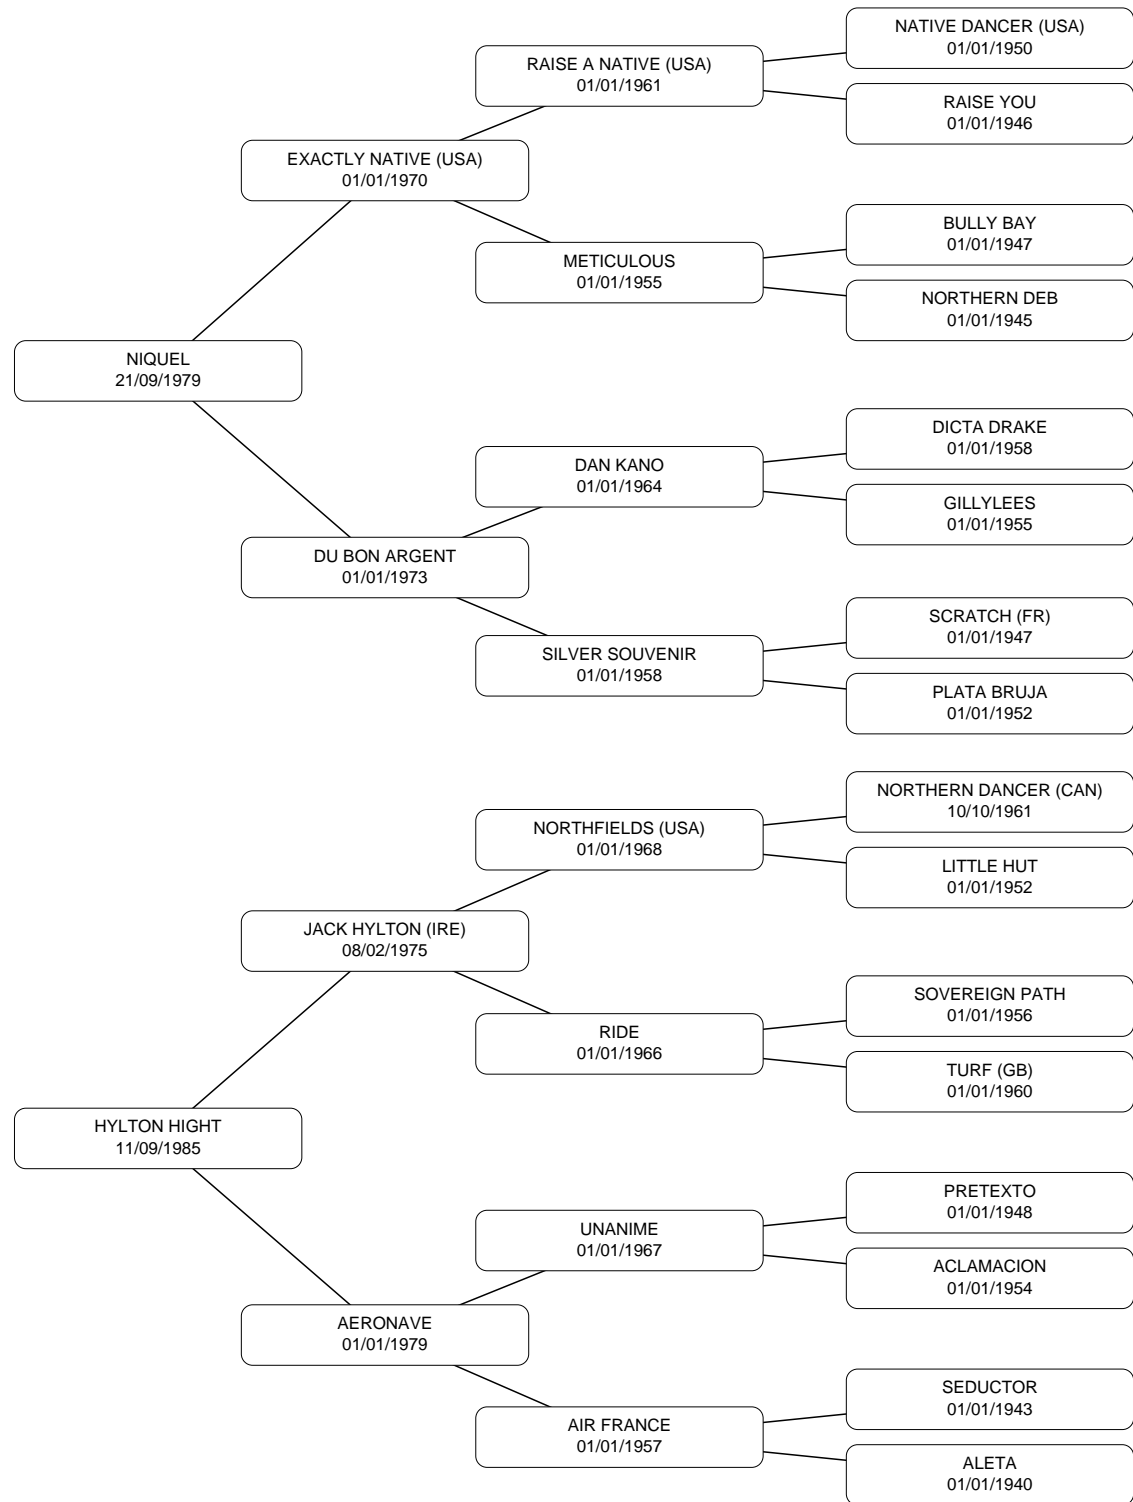 NATIVE DANCER (USA)
01/01/1950
RAISE A NATIVE (USA)
01/01/1961
RAISE YOU
01/01/1946
EXACTLY NATIVE (USA)
01/01/1970
BULLY BAY
01/01/1947
METICULOUS
01/01/1955
NORTHERN DEB
01/01/1945
NIQUEL
21/09/1979
DICTA DRAKE
01/01/1958
DAN KANO
01/01/1964
GILLYLEES
01/01/1955
DU BON ARGENT
01/01/1973
SCRATCH (FR)
01/01/1947
SILVER SOUVENIR
01/01/1958
PLATA BRUJA
01/01/1952
NORTHERN DANCER (CAN)
10/10/1961
NORTHFIELDS (USA)
01/01/1968
LITTLE HUT
01/01/1952
JACK HYLTON (IRE)
08/02/1975
SOVEREIGN PATH
01/01/1956
RIDE
01/01/1966
TURF (GB)
01/01/1960
HYLTON HIGHT
11/09/1985
PRETEXTO
01/01/1948
UNANIME
01/01/1967
ACLAMACION
01/01/1954
AERONAVE
01/01/1979
SEDUCTOR
01/01/1943
AIR FRANCE
01/01/1957
ALETA
01/01/1940